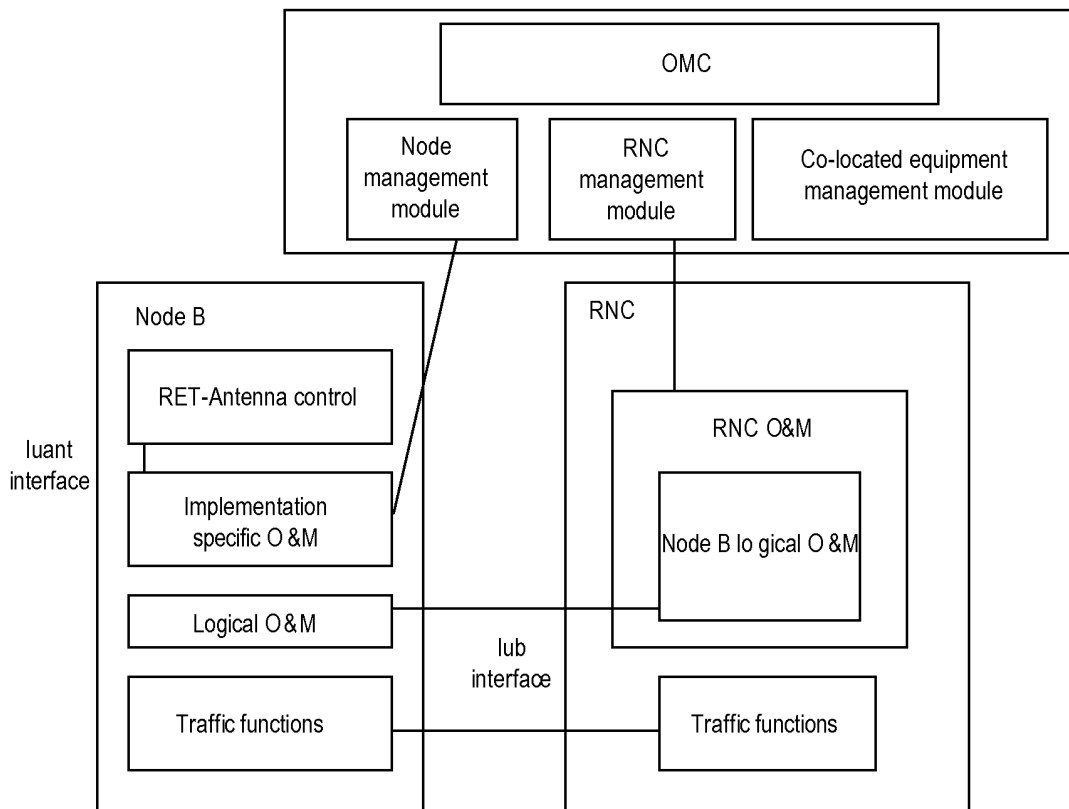 OMC
Node
management
module
RNC
management
module
Co-located equipment
management module
Node B
RET-Antenna control
Iuant
interface
Implementation
specific O &M
Logical O&M
Traffic functions
Iub
interface
RNC
RNC O&M
Node B lo gical O &M
Traffic functions